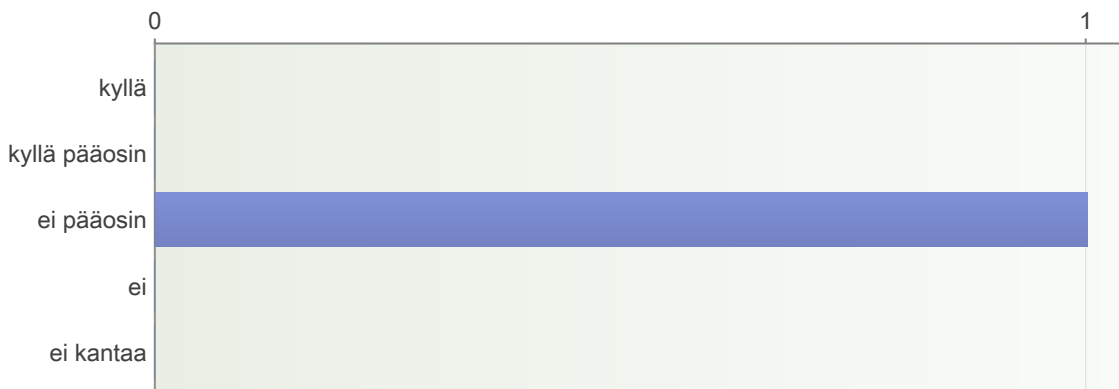 0 1
kyllä
kyllä pääosin
ei pääosin
ei
ei kantaa